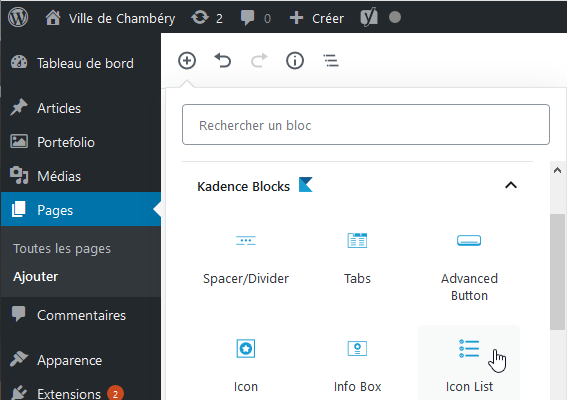 Ville de Chambéry
2
0
Créer
Tableau de bord
Articles
Portefolio
Médias
Pages
Toutes les pages
Ajouter
Commentaires
Apparence
Extensions 2
Rechercher un bloc
Kadence Blocks
Spacer/Divider
Tabs
Advanced
Button
Icon
Info Box
Icon List